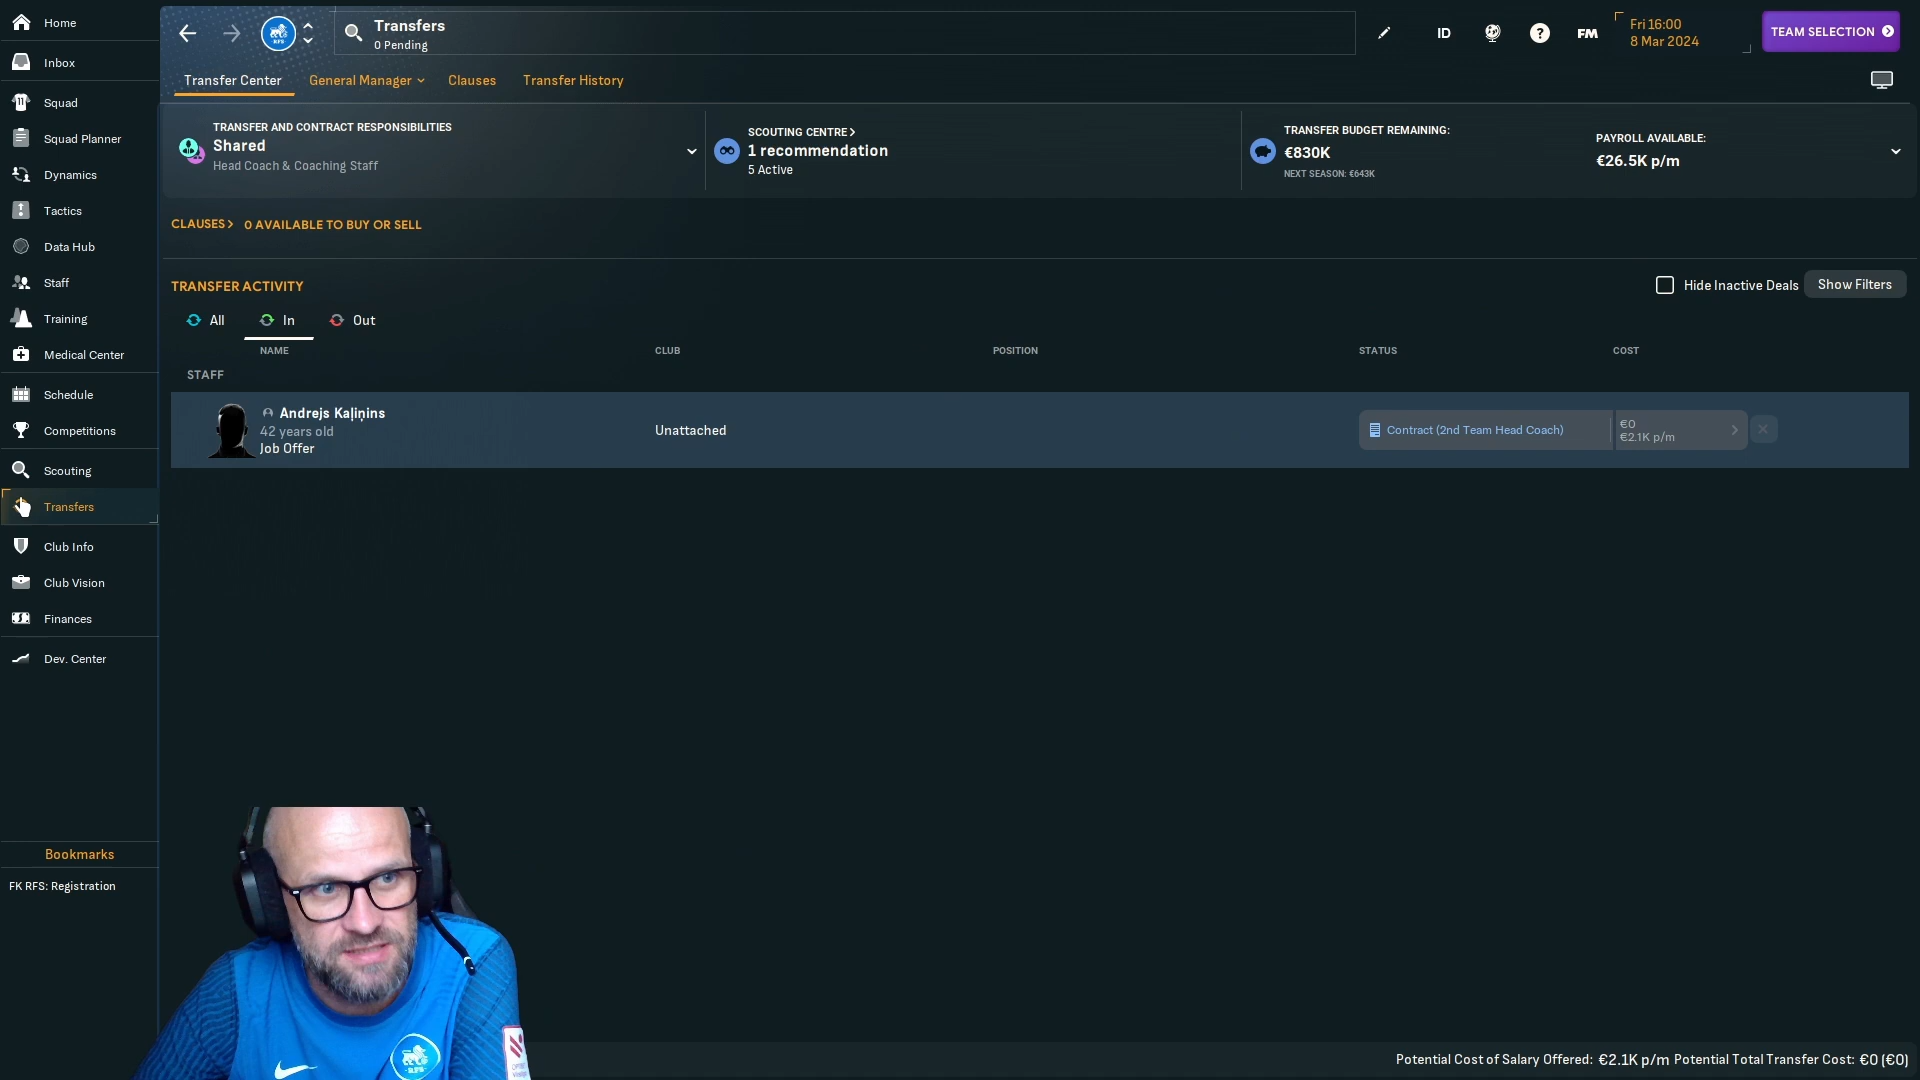 Home
Inbox
Squad
Squad Planner
Dynamics
Tactics
Data Hub
Staff
Training
Medical Center
Schedule
Competitions
Scouting
Transfers
Club Info
Club Vision
Finances
Dev. Center
Bookmarks
FK RFS: Registration
Transfers
0 Pending
ID
FM
Fri 16:00
8 Mar 2024
TEAM SELECTION
Transfer Center
General Manager
Clauses
Transfer History
TRANSFER AND CONTRACT RESPONSIBILITIES
Shared
Head Coach & Coaching Staff
SCOUTING CENTRE >
1 recommendation
5 Active
TRANSFER BUDGET REMAINING:
€830K
NEXT SEASON: €643K
PAYROLL AVAILABLE:
€26.5K p/m
CLAUSES > 0 AVAILABLE TO BUY OR SELL
TRANSFER ACTIVITY
Hide Inactive Deals
Show Filters
All
In
Out
NAME CLUB POSITION STATUS COST
STAFF
Andrejs Kaļiņins
42 years old
Job Offer
Unattached
Contract (2nd Team Head Coach)
€0
€2.1K p/m
RFS
Potential Cost of Salary Offered: €2.1K p/m Potential Total Transfer Cost: €0 (€0)